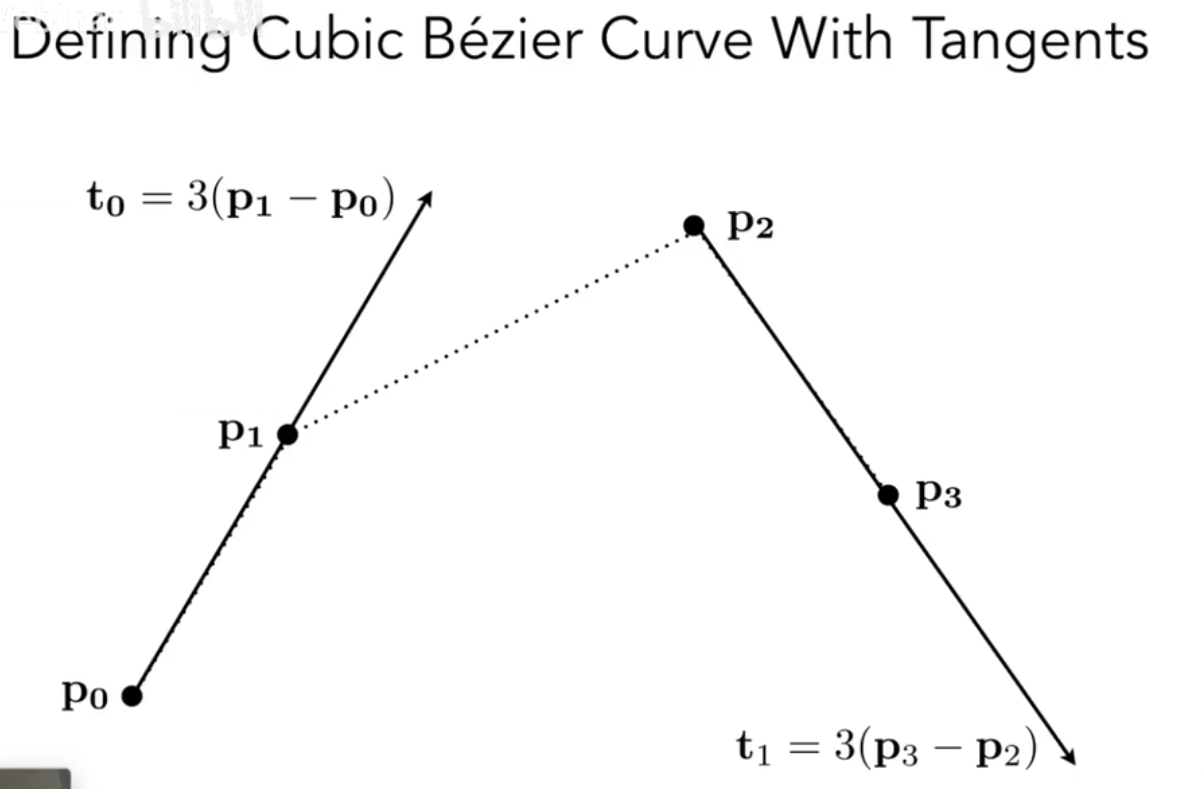 Defining Cubic Bézier Curve With Tangents
t₀ = 3(p₁ − p₀)
p₂
p₁
p₃
p₀
t₁ = 3(p₃ − p₂)